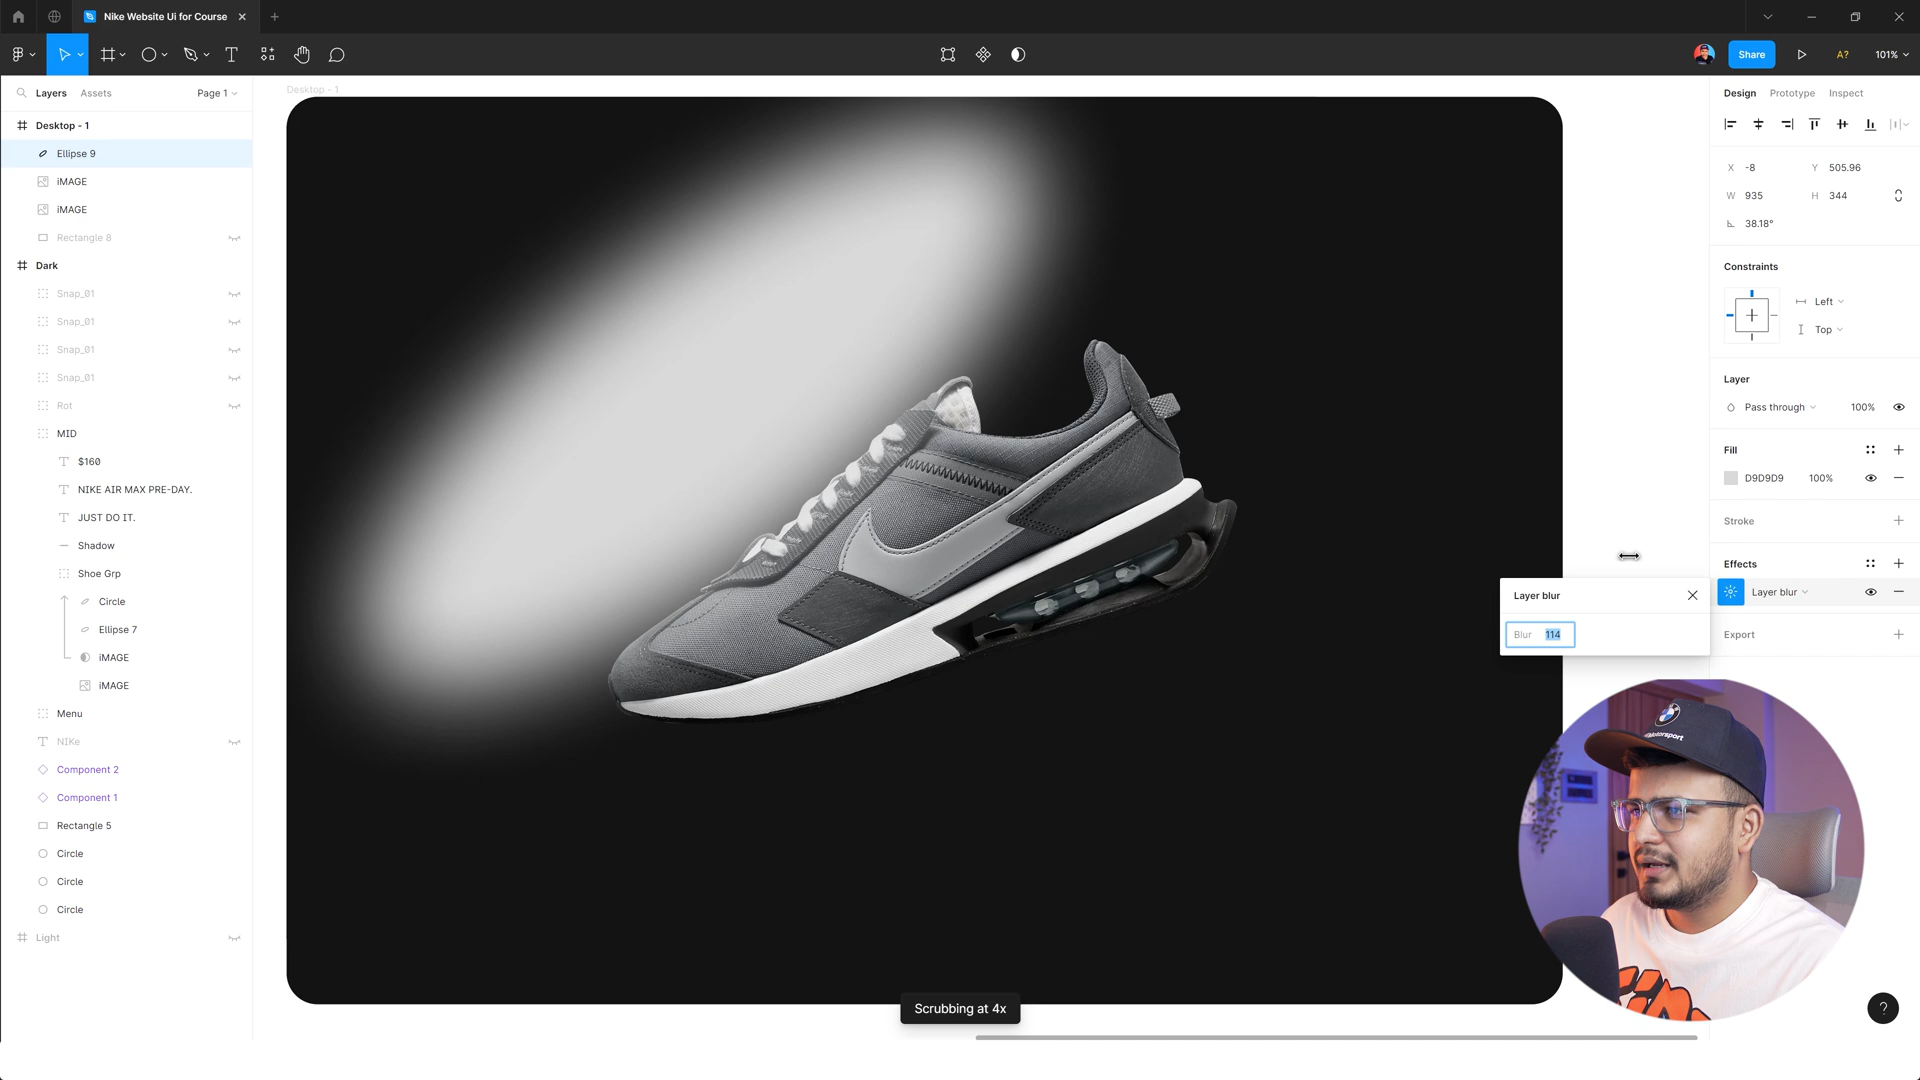 Nike Website Ui for Course
Share
A?
101%
Layers
Assets
Page 1
Desktop - 1
Ellipse 9
iMAGE
iMAGE
Rectangle 8
Dark
Snap_01
Snap_01
Snap_01
Snap_01
Rot
MID
$160
NIKE AIR MAX PRE-DAY.
JUST DO IT.
Shadow
Shoe Grp
Circle
Ellipse 7
iMAGE
iMAGE
Menu
NIKe
Component 2
Component 1
Rectangle 5
Circle
Circle
Circle
Light
Desktop - 1
Scrubbing at 4x
Layer blur
Blur 114
Design
Prototype
Inspect
X -8 Y 505.96
W 935 H 344
38.18°
Constraints
Left
Top
Layer
Pass through 100%
Fill
D9D9D9 100%
Stroke
Effects
Layer blur
Export
?